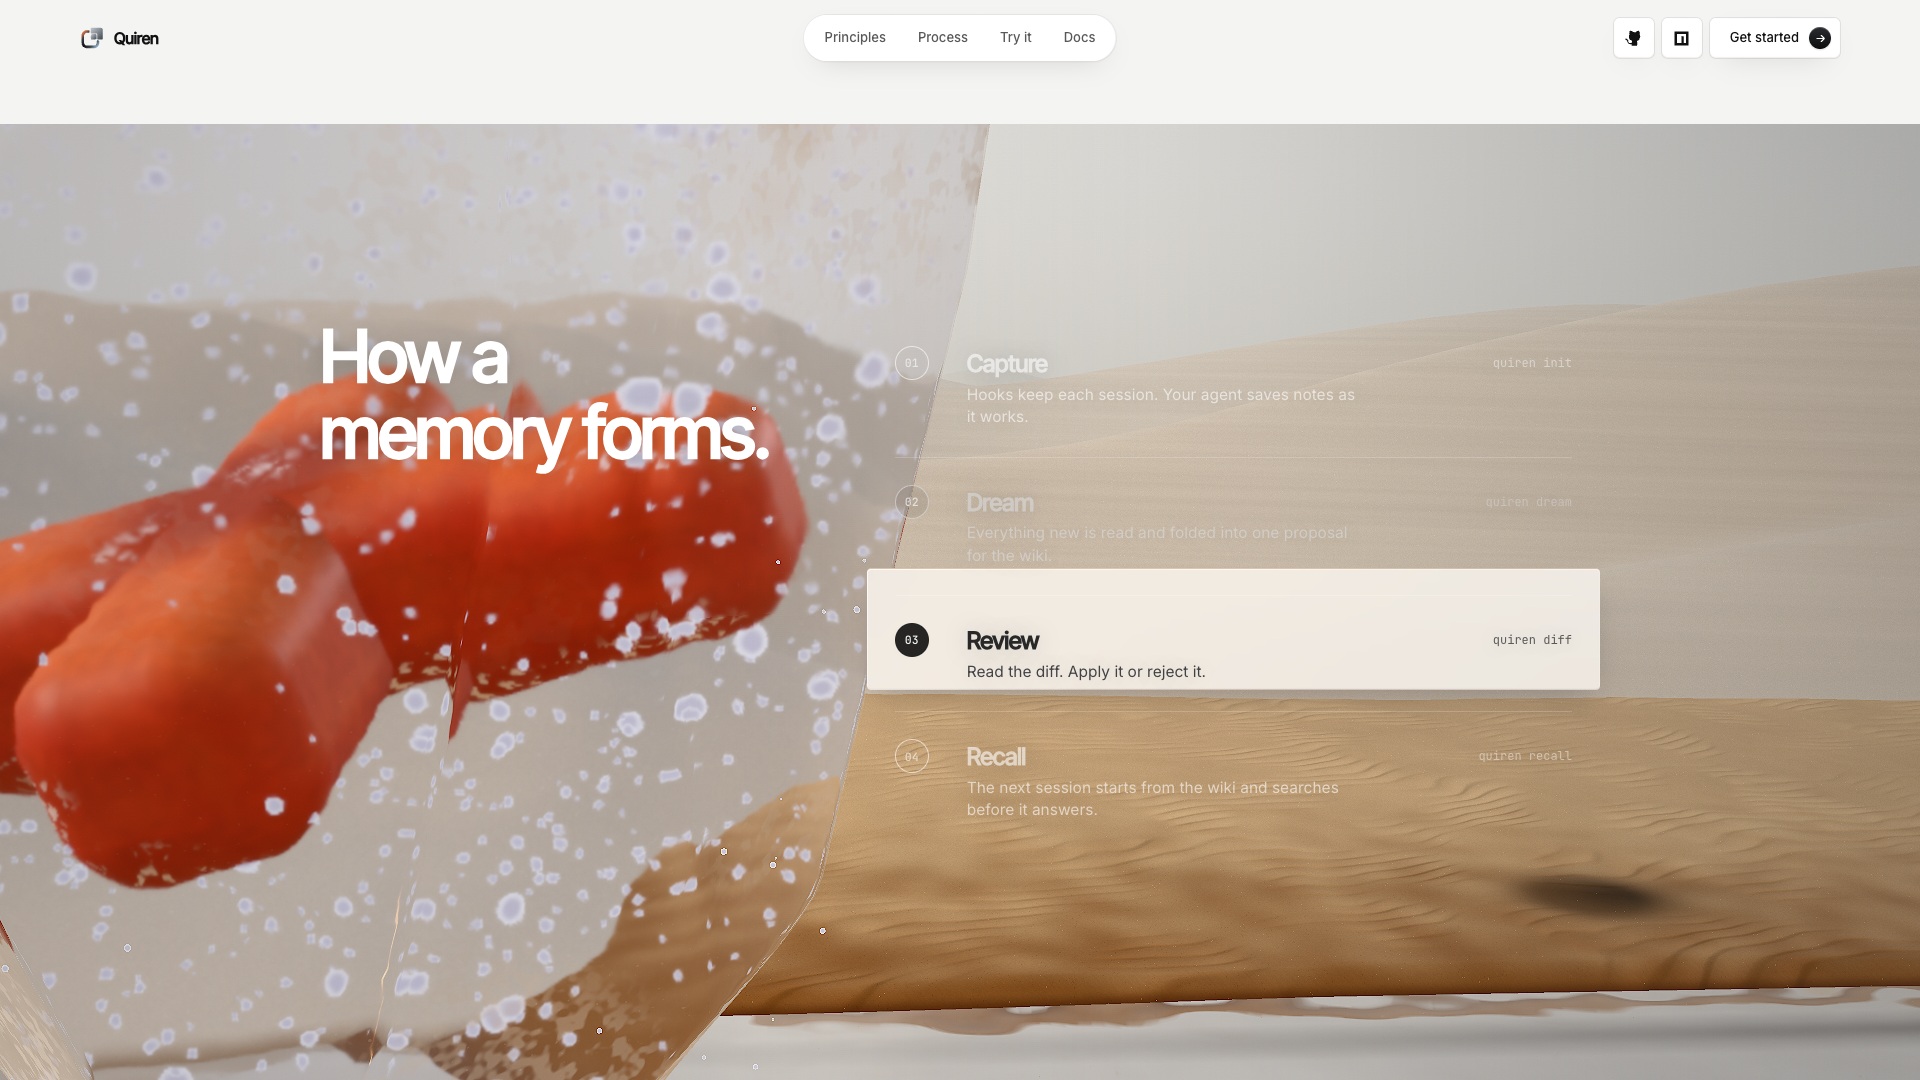 Quiren
Principles
Process
Try it
Docs
Get started
How a
memory forms.
01
Capture
quiren init
Hooks keep each session. Your agent saves notes as
it works.
02
Dream
quiren dream
Everything new is read and folded into one proposal
for the wiki.
03
Review
quiren diff
Read the diff. Apply it or reject it.
04
Recall
quiren recall
The next session starts from the wiki and searches
before it answers.